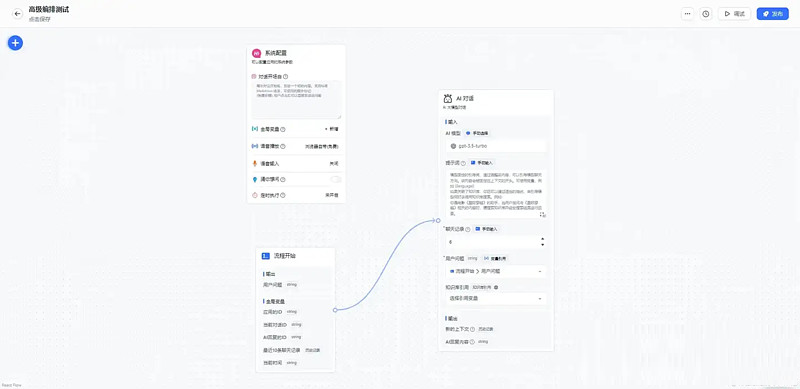 高级编排测试
点击保存
调试
发布
系统配置
可以配置应用的系统参数
对话开场白
全局变量
+ 新增
语音播放
浏览器自带(免费)
语音输入
关闭
猜你想问
定时执行
未开启
流程开始
输出
用户问题 string
全局变量
应用的ID string
当前对话ID string
AI回复的ID string
最近10条聊天记录 历史记录
当前时间 string
AI 对话
AI 大模型对话
输入
AI 模型 手动选择
gpt-3.5-turbo
提示词 手动输入
聊天记录 手动输入
6
用户问题 string 变量引用
流程开始 > 用户问题
知识库引用 知识库引用
选择引用变量
输出
新的上下文 历史记录
AI回复内容 string
React Flow